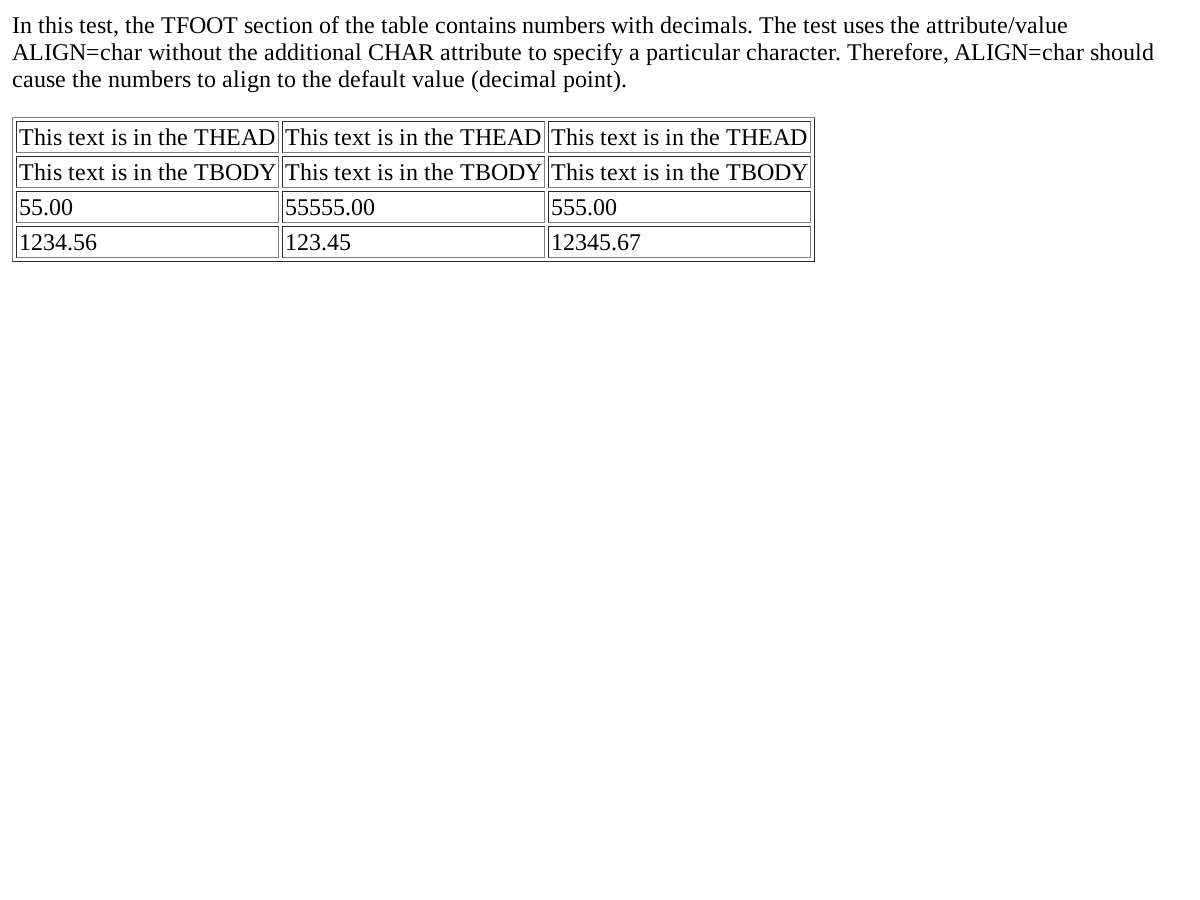 In this test, the TFOOT section of the table contains numbers with decimals. The test uses the attribute/value
ALIGN=char without the additional CHAR attribute to specify a particular character. Therefore, ALIGN=char should
cause the numbers to align to the default value (decimal point).
This text is in the THEAD This text is in the THEAD This text is in the THEAD
This text is in the TBODY This text is in the TBODY This text is in the TBODY
55.00 55555.00 555.00
1234.56 123.45 12345.67